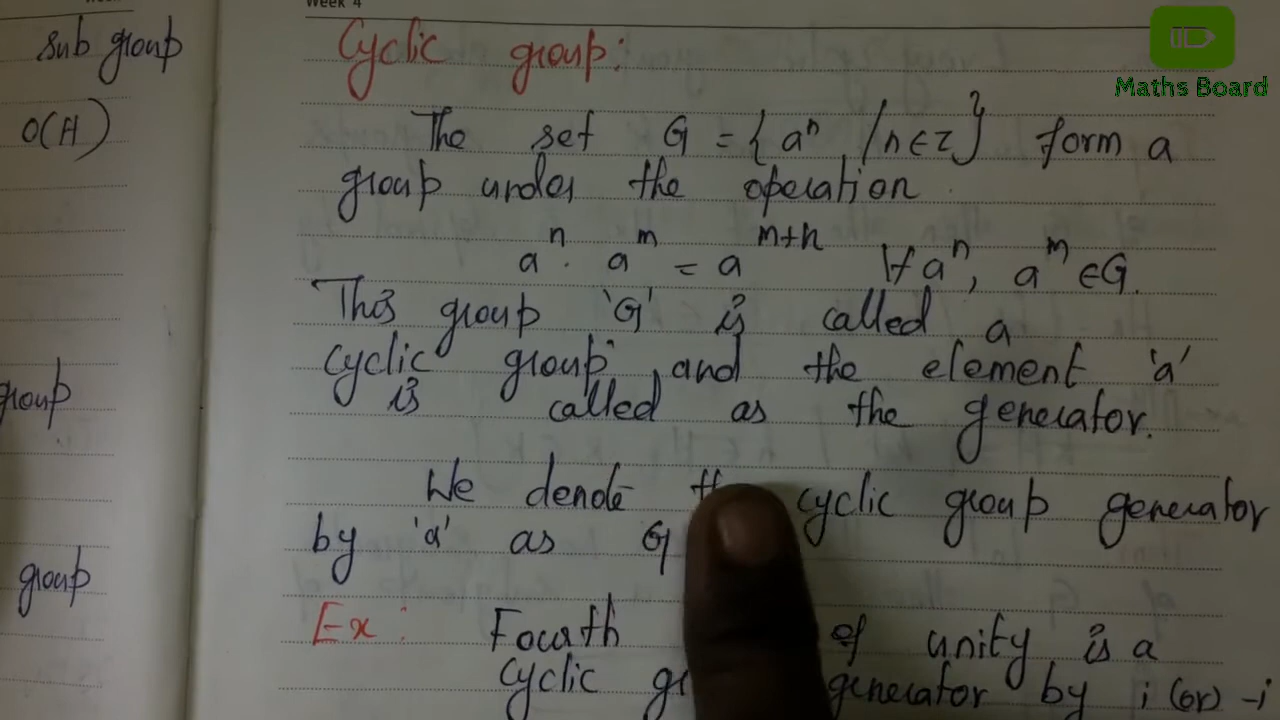 Week 4
sub group
O(H)
group
group
Maths Board
Cyclic group:
The set G = {aⁿ / n∈z} form a
group under the operation
aⁿ . aᵐ = aᵐ⁺ⁿ ∀ aⁿ, aᵐ ∈ G.
This group 'G' is called a
cyclic group and the element 'a'
is called as the generator.
We denote cyclic group generator
by 'a' as G
Ex: Fourth of unity is a
cyclic generator by i (or) -i